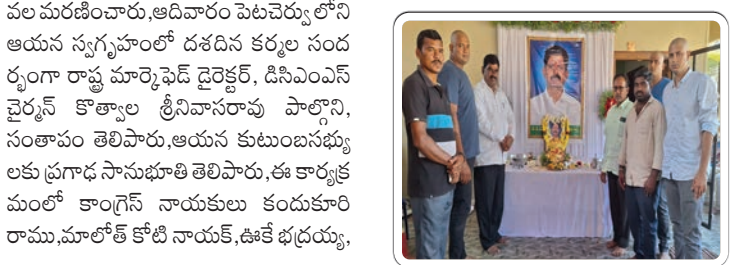 వల మరణించారు,ఆదివారం పెటచెర్వు లోని
ఆయన స్వగృహంలో దశదిన కర్మల సంద
ర్భంగా రాష్ట్ర మార్కెఫెడ్ డైరెక్టర్, డిసిఎంఎస్
చైర్మన్ కొత్వాల శ్రీనివాసరావు పాల్గొని,
సంతాపం తెలిపారు,ఆయన కుటుంబసభ్యు
లకు ప్రగాఢ సానుభూతి తెలిపారు,ఈ కార్యక్ర
మంలో కాంగ్రెస్ నాయకులు కందుకూరి
రాము,మాలోత్ కోటి నాయక్,ఊకే భద్రయ్య,